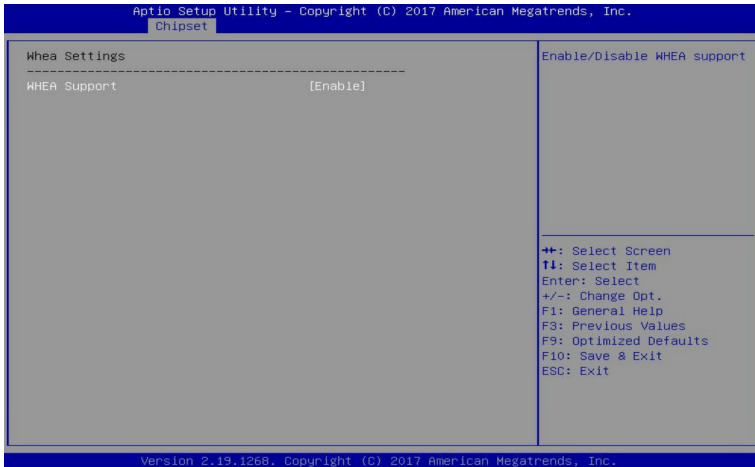 Aptio Setup Utility – Copyright (C) 2017 American Megatrends, Inc.
Chipset
Whea Settings
--------------------------------------------------
WHEA Support [Enable]
Enable/Disable WHEA support
→←: Select Screen
↑↓: Select Item
Enter: Select
+/-: Change Opt.
F1: General Help
F3: Previous Values
F9: Optimized Defaults
F10: Save & Exit
ESC: Exit
Version 2.19.1268. Copyright (C) 2017 American Megatrends, Inc.